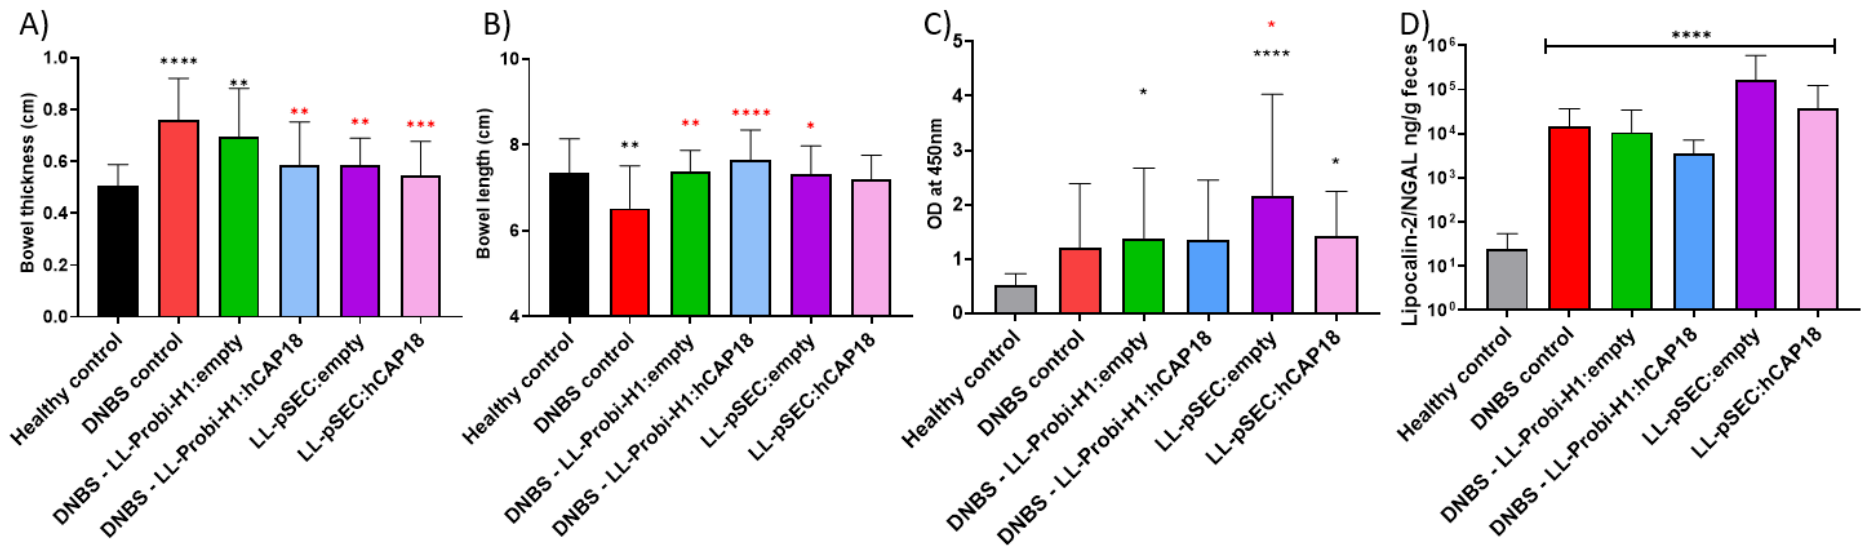 A)
Bowel thickness (cm)
1.0
0.8
0.6
0.4
0.2
0.0
****
**
**
**
***
Healthy control
DNBS control
DNBS - LL-Probi-H1:empty
DNBS - LL-Probi-H1:hCAP18
LL-pSEC:empty
LL-pSEC:hCAP18
B)
Bowel length (cm)
10
8
6
4
**
**
****
*
Healthy control
DNBS control
DNBS - LL-Probi-H1:empty
DNBS - LL-Probi-H1:hCAP18
LL-pSEC:empty
LL-pSEC:hCAP18
C)
OD at 450nm
5
4
3
2
1
0
*
*
****
*
Healthy control
DNBS control
DNBS - LL-Probi-H1:empty
DNBS - LL-Probi-H1:hCAP18
LL-pSEC:empty
LL-pSEC:hCAP18
D)
Lipocalin-2/NGAL ng/g feces
10⁶
10⁵
10⁴
10³
10²
10¹
10⁰
****
Healthy control
DNBS control
DNBS - LL-Probi-H1:empty
DNBS - LL-Probi-H1:hCAP18
LL-pSEC:empty
LL-pSEC:hCAP18